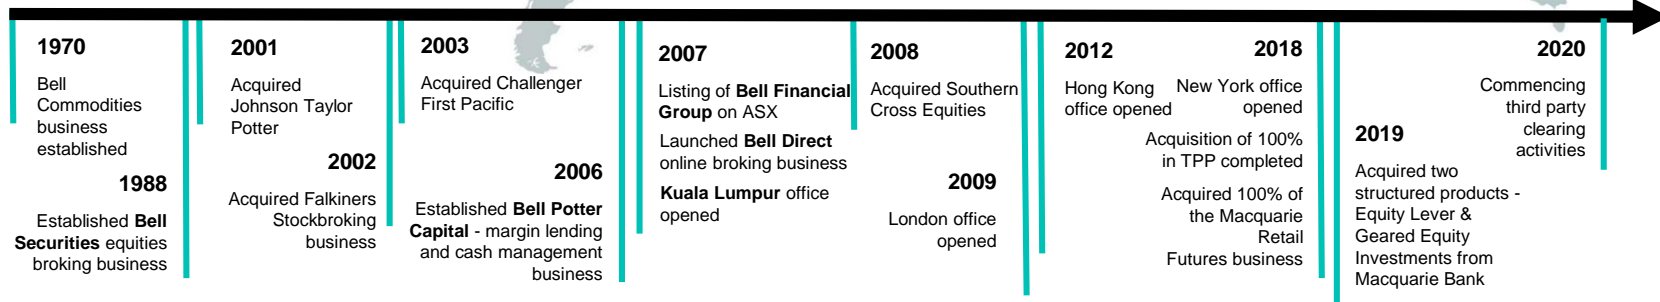 1970
Bell
Commodities
business
established
1988
Established Bell
Securities equities
broking business
2001
Acquired
Johnson Taylor
Potter
2002
Acquired Falkiners
Stockbroking
business
2003
Acquired Challenger
First Pacific
2006
Established Bell Potter
Capital - margin lending
and cash management
business
2007
Listing of Bell Financial
Group on ASX
Launched Bell Direct
online broking business
Kuala Lumpur office
opened
2008
Acquired Southern
Cross Equities
2009
London office
opened
2012
Hong Kong
office opened
2018
New York office
opened
Acquisition of 100%
in TPP completed
Acquired 100% of
the Macquarie
Retail
Futures business
2019
Acquired two
structured products -
Equity Lever &
Geared Equity
Investments from
Macquarie Bank
2020
Commencing
third party
clearing
activities